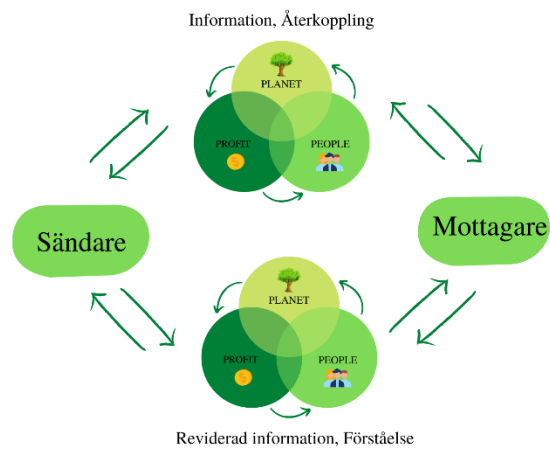 Information, Återkoppling
PLANET
PROFIT
PEOPLE
Sändare
Mottagare
PLANET
PROFIT
PEOPLE
Reviderad information, Förståelse